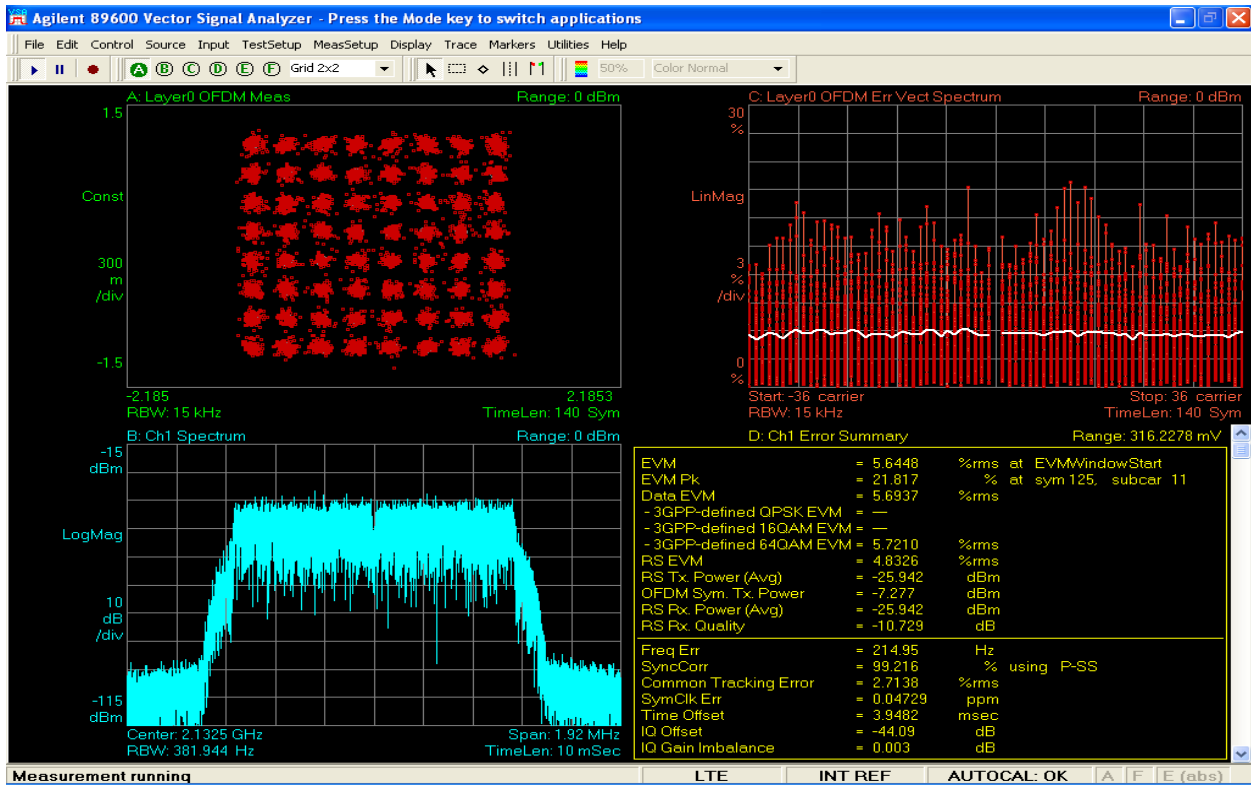 Agilent 89600 Vector Signal Analyzer - Press the Mode key to switch applications
File Edit Control Source Input TestSetup MeasSetup Display Trace Markers Utilities Help
A B C D E F Grid 2x2 50% Color Normal
A: Layer0 OFDM Meas Range: 0 dBm
1.5
Const
300
m
/div
-1.5
-2.185 2.1853
RBW: 15 kHz TimeLen: 140 Sym
C: Layer0 OFDM Err Vect Spectrum Range: 0 dBm
30
%
LinMag
3
%
/div
0
%
Start: -36 carrier Stop: 36 carrier
RBW: 15 kHz TimeLen: 140 Sym
B: Ch1 Spectrum Range: 0 dBm
-15
dBm
LogMag
10
dB
/div
-115
dBm
Center: 2.1325 GHz Span: 1.92 MHz
RBW: 381.944 Hz TimeLen: 10 mSec
D: Ch1 Error Summary Range: 316.2278 mV
EVM = 5.6448 %rms at EVMWindowStart
EVM Pk = 21.817 % at sym 125, subcar 11
Data EVM = 5.6937 %rms
- 3GPP-defined QPSK EVM = —
- 3GPP-defined 16QAM EVM = —
- 3GPP-defined 64QAM EVM = 5.7210 %rms
RS EVM = 4.8326 %rms
RS Tx. Power (Avg) = -25.942 dBm
OFDM Sym. Tx. Power = -7.277 dBm
RS Rx. Power (Avg) = -25.942 dBm
RS Rx. Quality = -10.729 dB
Freq Err = 214.95 Hz
SyncCorr = 99.216 % using P-SS
Common Tracking Error = 2.7138 %rms
SymClk Err = 0.04729 ppm
Time Offset = 3.9482 msec
IQ Offset = -44.09 dB
IQ Gain Imbalance = 0.003 dB
Measurement running LTE INT REF AUTOCAL: OK A F E (abs)